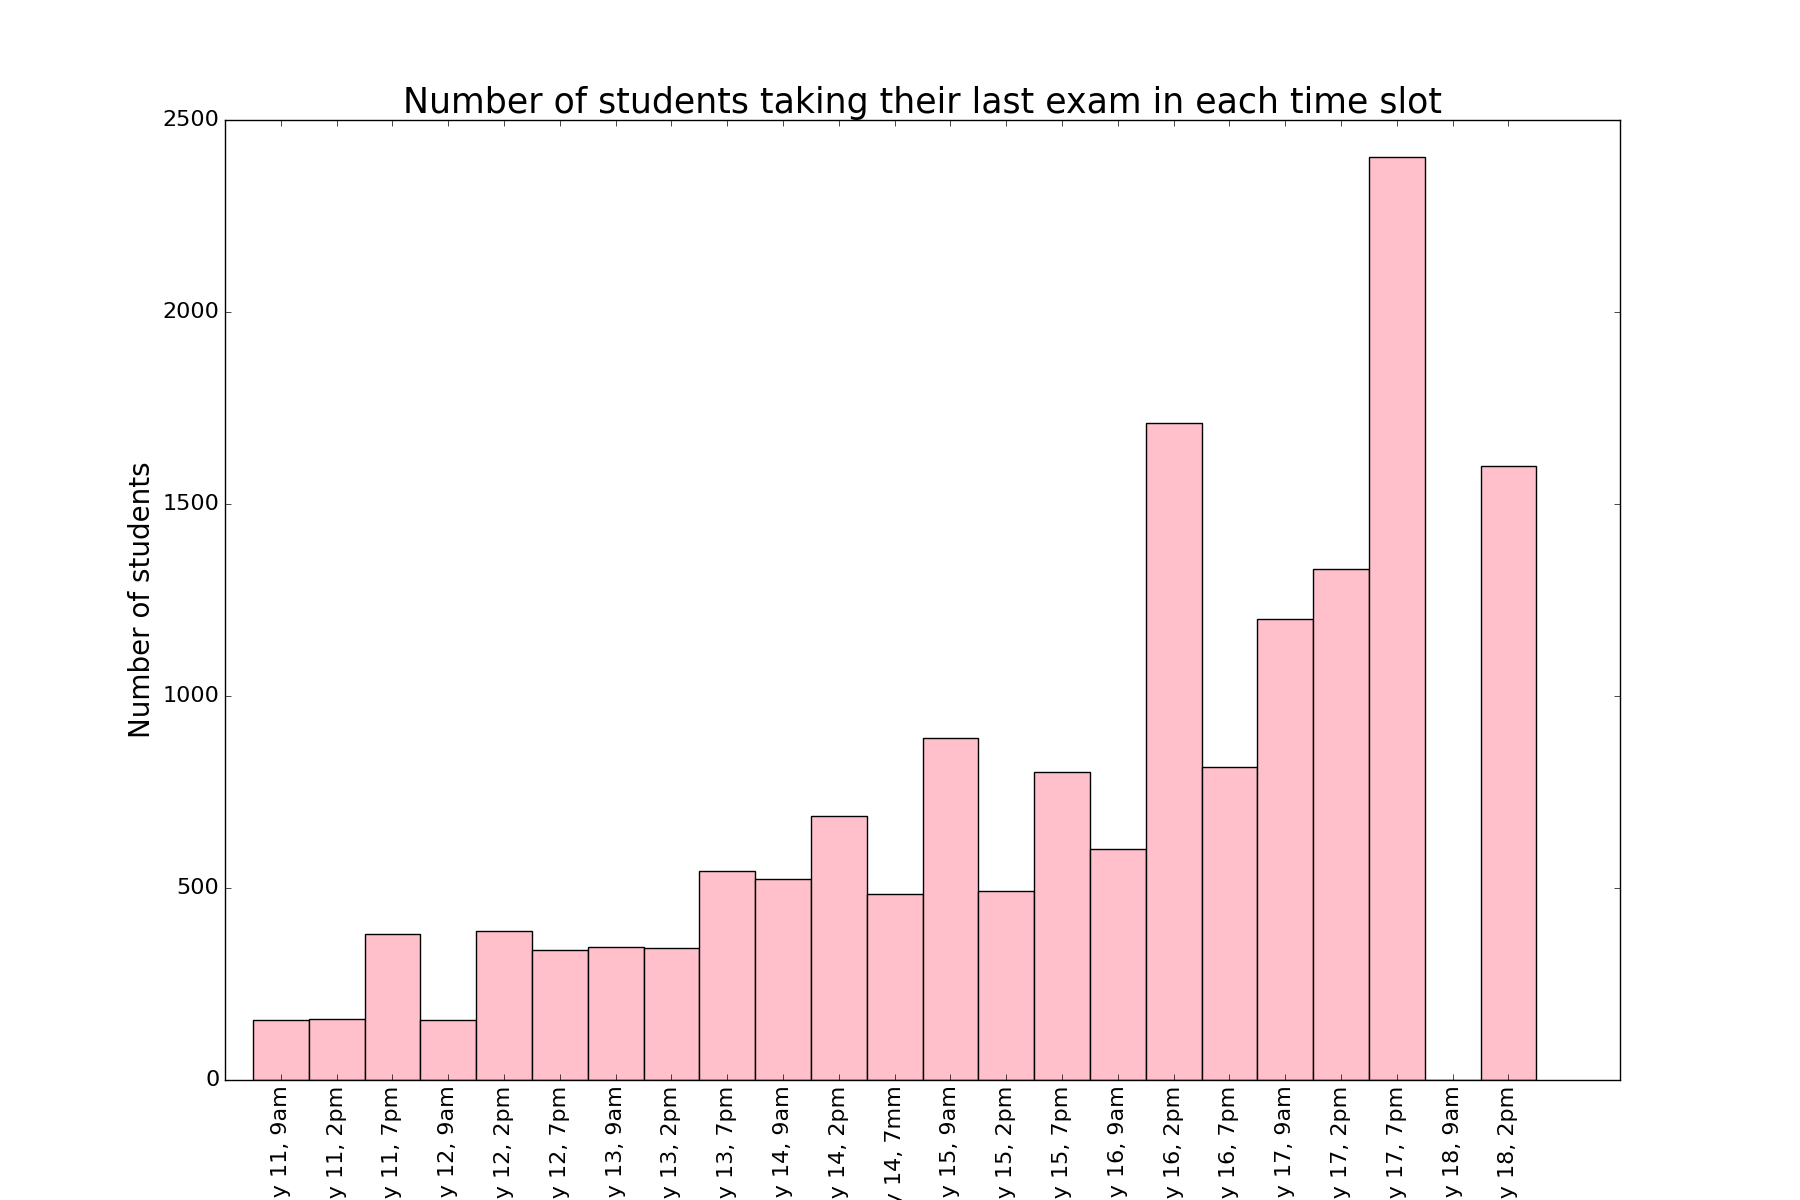 Number of students taking their last exam in each time slot
Number of students
2500
2000
1500
1000
500
0
y 11, 9am
y 11, 2pm
y 11, 7pm
y 12, 9am
y 12, 2pm
y 12, 7pm
y 13, 9am
y 13, 2pm
y 13, 7pm
y 14, 9am
y 14, 2pm
y 14, 7mm
y 15, 9am
y 15, 2pm
y 15, 7pm
y 16, 9am
y 16, 2pm
y 16, 7pm
y 17, 9am
y 17, 2pm
y 17, 7pm
y 18, 9am
y 18, 2pm